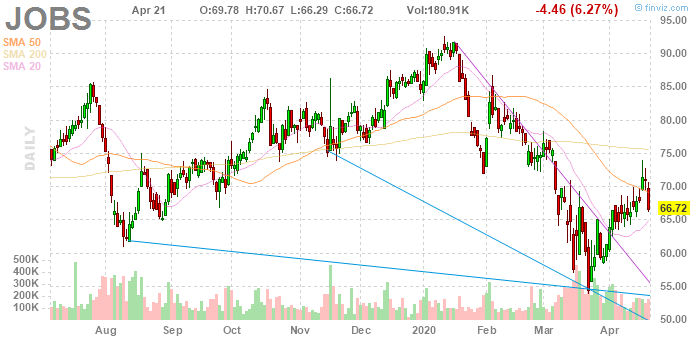 © finviz.com
JOBS Apr 21 O:69.78 H:70.67 L:66.29 C:66.72 Vol:180.91K -4.46 (6.27%)
SMA 50
SMA 200
SMA 20
DAILY
95.00
90.00
85.00
80.00
75.00
70.00
66.72
65.00
60.00
55.00
50.00
500K
400K
300K
200K
100K
Aug Sep Oct Nov Dec 2020 Feb Mar Apr